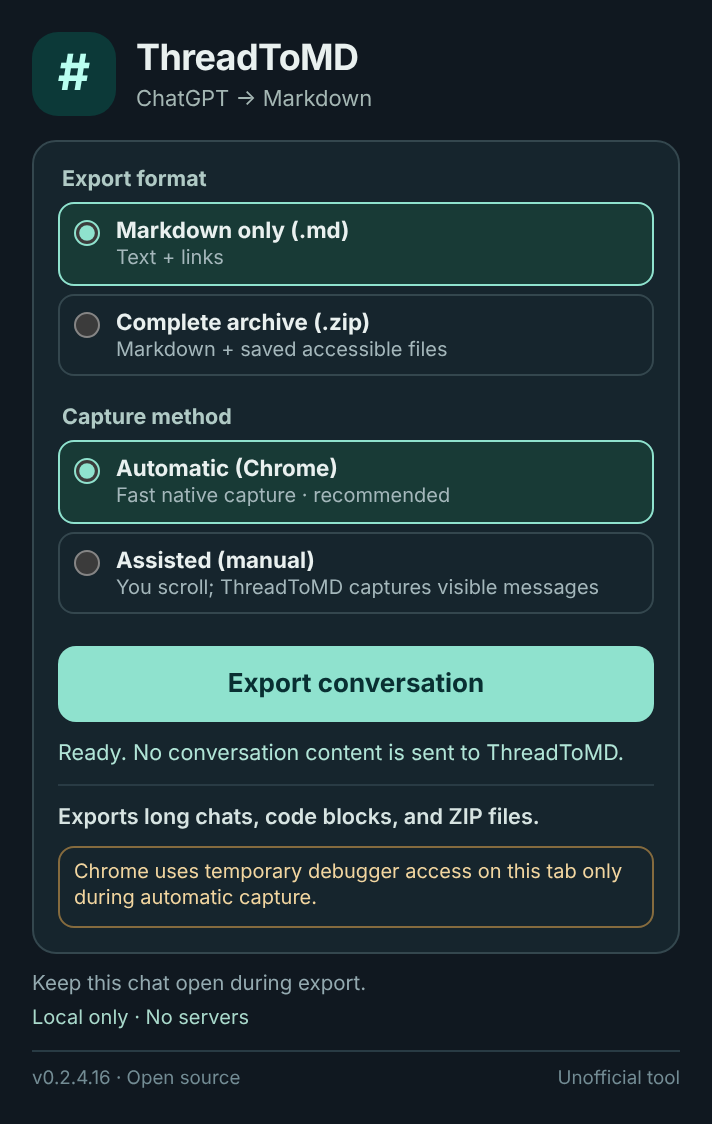 #
ThreadToMD
ChatGPT → Markdown
Export format
Markdown only (.md)
Text + links
Complete archive (.zip)
Markdown + saved accessible files
Capture method
Automatic (Chrome)
Fast native capture · recommended
Assisted (manual)
You scroll; ThreadToMD captures visible messages
Export conversation
Ready. No conversation content is sent to ThreadToMD.
Exports long chats, code blocks, and ZIP files.
Chrome uses temporary debugger access on this tab only
during automatic capture.
Keep this chat open during export.
Local only · No servers
v0.2.4.16 · Open source
Unofficial tool